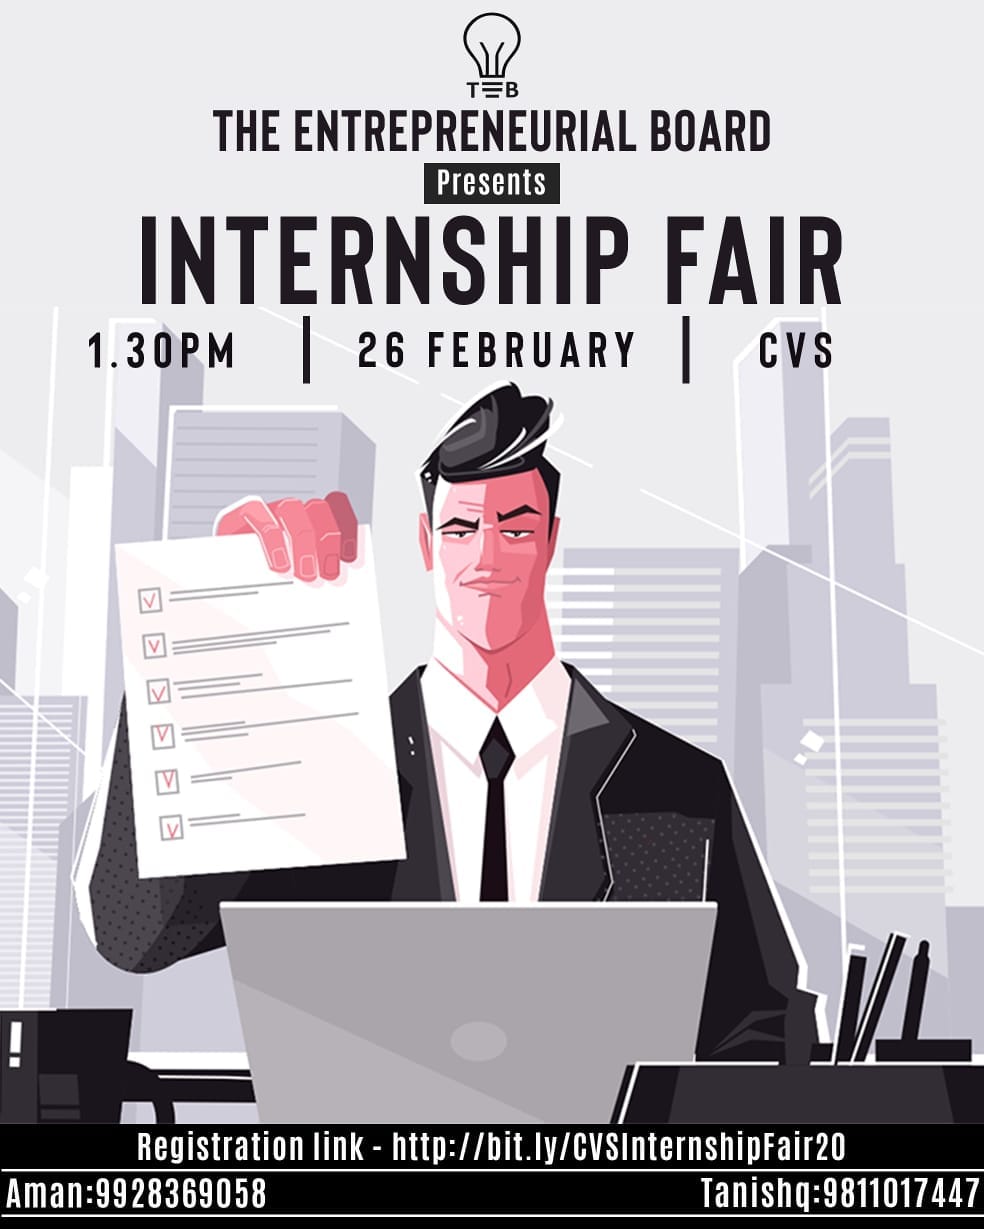 TEB
THE ENTREPRENEURIAL BOARD
Presents
INTERNSHIP FAIR
1.30PM | 26 FEBRUARY | CVS
Registration link - http://bit.ly/CVSInternshipFair20
Aman:9928369058 Tanishq:9811017447